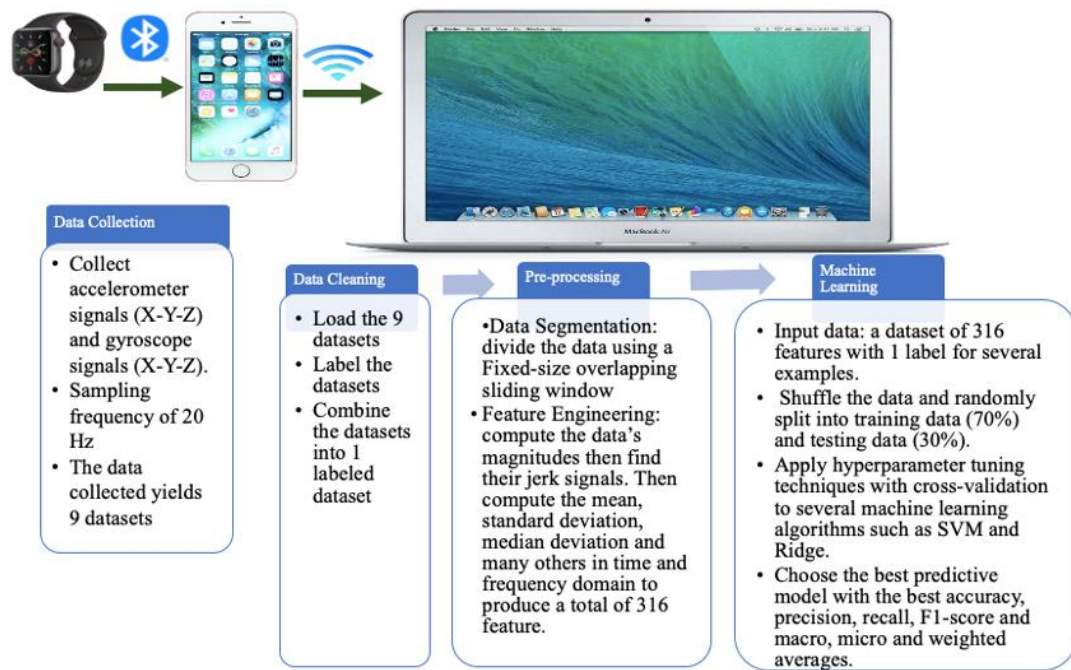 MacBook Air
Data Collection
• Collect
accelerometer
signals (X-Y-Z)
and gyroscope
signals (X-Y-Z).
• Sampling
frequency of 20
Hz
• The data
collected yields
9 datasets
Data Cleaning
• Load the 9
datasets
• Label the
datasets
• Combine
the datasets
into 1
labeled
dataset
Pre-processing
•Data Segmentation:
divide the data using a
Fixed-size overlapping
sliding window
• Feature Engineering:
compute the data's
magnitudes then find
their jerk signals. Then
compute the mean,
standard deviation,
median deviation and
many others in time and
frequency domain to
produce a total of 316
feature.
Machine
Learning
• Input data: a dataset of 316
features with 1 label for several
examples.
• Shuffle the data and randomly
split into training data (70%)
and testing data (30%).
• Apply hyperparameter tuning
techniques with cross-validation
to several machine learning
algorithms such as SVM and
Ridge.
• Choose the best predictive
model with the best accuracy,
precision, recall, F1-score and
macro, micro and weighted
averages.